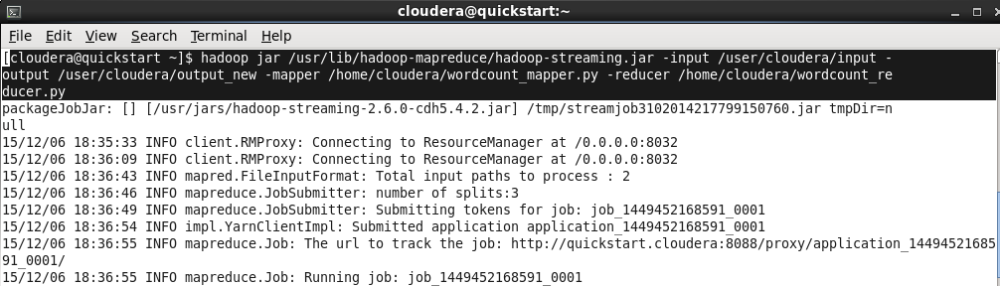 cloudera@quickstart:~
File Edit View Search Terminal Help
[cloudera@quickstart ~]$ hadoop jar /usr/lib/hadoop-mapreduce/hadoop-streaming.jar -input /user/cloudera/input -
output /user/cloudera/output_new -mapper /home/cloudera/wordcount_mapper.py -reducer /home/cloudera/wordcount_re
ducer.py
packageJobJar: [] [/usr/jars/hadoop-streaming-2.6.0-cdh5.4.2.jar] /tmp/streamjob3102014217799150760.jar tmpDir=n
ull
15/12/06 18:35:33 INFO client.RMProxy: Connecting to ResourceManager at /0.0.0.0:8032
15/12/06 18:36:09 INFO client.RMProxy: Connecting to ResourceManager at /0.0.0.0:8032
15/12/06 18:36:43 INFO mapred.FileInputFormat: Total input paths to process : 2
15/12/06 18:36:46 INFO mapreduce.JobSubmitter: number of splits:3
15/12/06 18:36:49 INFO mapreduce.JobSubmitter: Submitting tokens for job: job_1449452168591_0001
15/12/06 18:36:54 INFO impl.YarnClientImpl: Submitted application application_1449452168591_0001
15/12/06 18:36:55 INFO mapreduce.Job: The url to track the job: http://quickstart.cloudera:8088/proxy/application_14494521685
91_0001/
15/12/06 18:36:55 INFO mapreduce.Job: Running job: job_1449452168591_0001